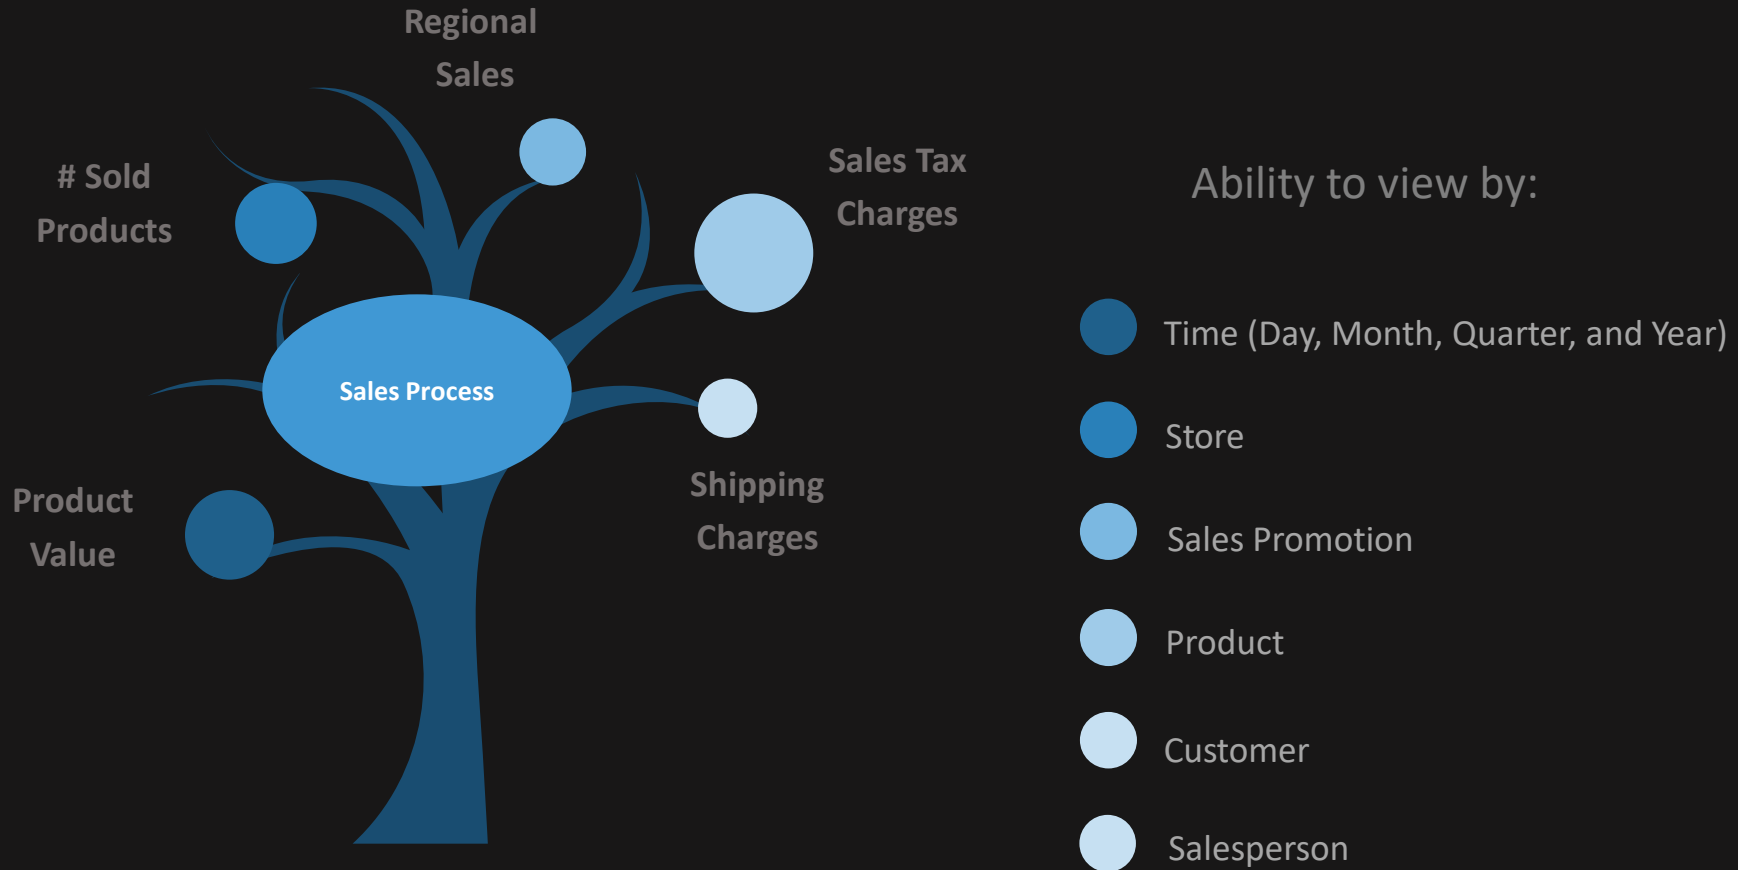 Regional
Sales
# Sold
Products
Sales Tax
Charges
Sales Process
Product
Value
Shipping
Charges
Ability to view by:
Time (Day, Month, Quarter, and Year)
Store
Sales Promotion
Product
Customer
Salesperson